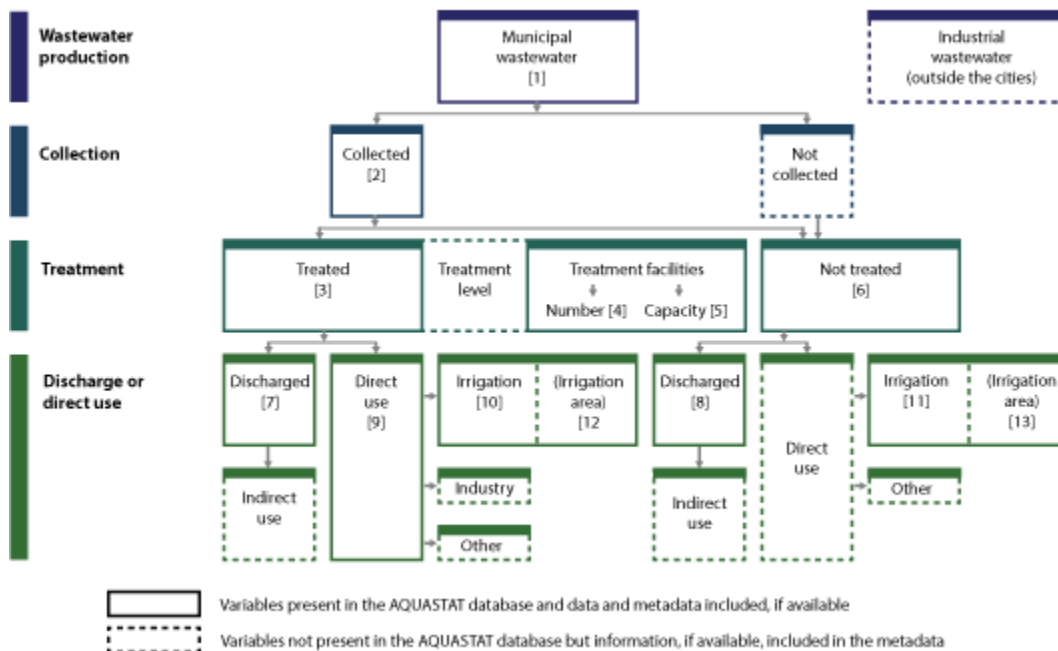 Wastewater
production
Municipal
wastewater
[1]
Industrial
wastewater
(outside the cities)
Collection
Collected
[2]
Not
collected
Treatment
Treated
[3]
Treatment
level
Treatment facilities
Number [4] Capacity [5]
Not treated
[6]
Discharge or
direct use
Discharged
[7]
Direct
use
[9]
Irrigation
[10]
(Irrigation
area)
[12
Discharged
[8]
Direct
use
Irrigation
[11]
(Irrigation
area)
[13]
Indirect
use
Industry
Other
Indirect
use
Other
Variables present in the AQUASTAT database and data and metadata included, if available
Variables not present in the AQUASTAT database but information, if available, included in the metadata